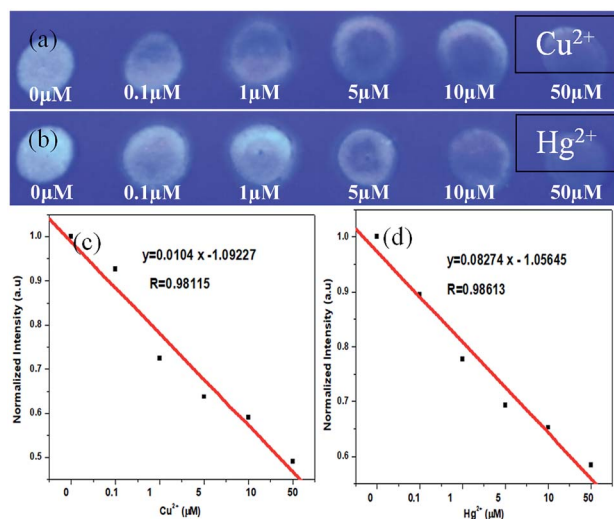 (a)
Cu²⁺
0μM 0.1μM 1μM 5μM 10μM 50μM
(b)
Hg²⁺
0μM 0.1μM 1μM 5μM 10μM 50μM
(c)
y=0.0104 x -1.09227
R=0.98115
Normalized Intensity (a.u)
1.0
0.9
0.8
0.7
0.6
0.5
0 0.1 1 5 10 50
Cu²⁺ (μM)
(d)
y=0.08274 x -1.05645
R=0.98613
Normalized Intensity (a.u)
1.0
0.9
0.8
0.7
0.6
0 0.1 1 5 10 50
Hg²⁺ (μM)